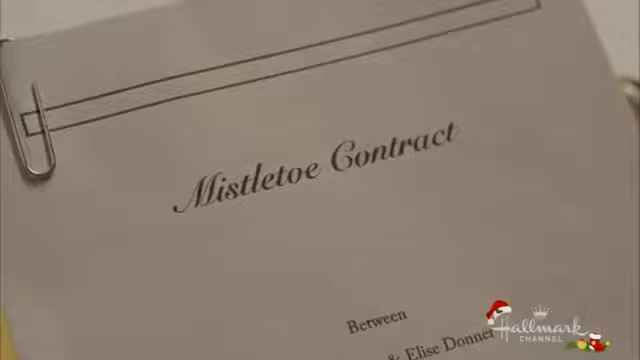 Mistletoe Contract
Between
& Elise Donner
Hallmark
CHANNEL